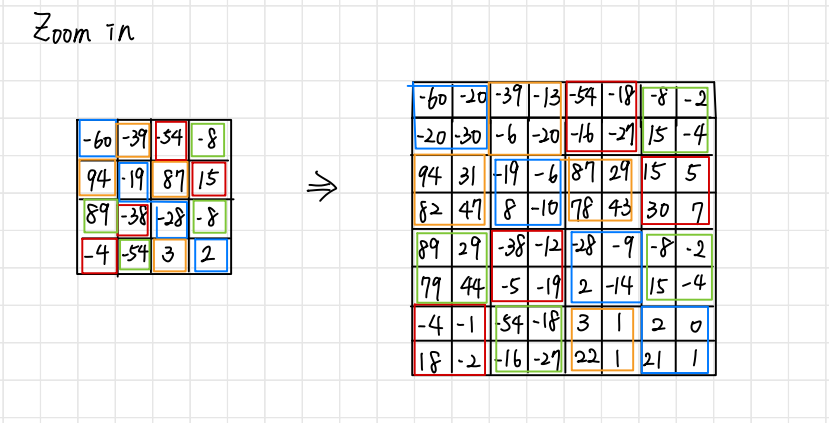 Zoom in
-60 -39 -54 -8
94 -19 87 15
89 -38 -28 -8
-4 -54 3 2
⇒
-60 -20 -39 -13 -54 -18 -8 -2
-20 -30 -6 -20 -16 -27 15 -4
94 31 -19 -6 87 29 15 5
82 47 8 -10 78 43 30 7
89 29 -38 -12 -28 -9 -8 -2
79 44 -5 -19 2 -14 15 -4
-4 -1 -54 -18 3 1 2 0
18 -2 -16 -27 22 1 21 1